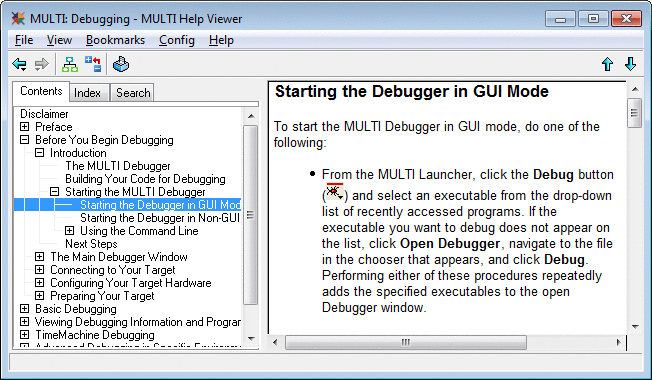 MULTI: Debugging - MULTI Help Viewer
File View Bookmarks Config Help
Contents Index Search
Disclaimer
Preface
Before You Begin Debugging
Introduction
The MULTI Debugger
Building Your Code for Debugging
Starting the MULTI Debugger
Starting the Debugger in GUI Mod
Starting the Debugger in Non-GUI
Using the Command Line
Next Steps
The Main Debugger Window
Connecting to Your Target
Configuring Your Target Hardware
Preparing Your Target
Basic Debugging
Viewing Debugging Information and Program
TimeMachine Debugging
Advanced Debugging in Specific
Starting the Debugger in GUI Mode
To start the MULTI Debugger in GUI mode, do one of the
following:
• From the MULTI Launcher, click the Debug button
() and select an executable from the drop-down
list of recently accessed programs. If the
executable you want to debug does not appear on
the list, click Open Debugger, navigate to the file
in the chooser that appears, and click Debug.
Performing either of these procedures repeatedly
adds the specified executables to the open
Debugger window.